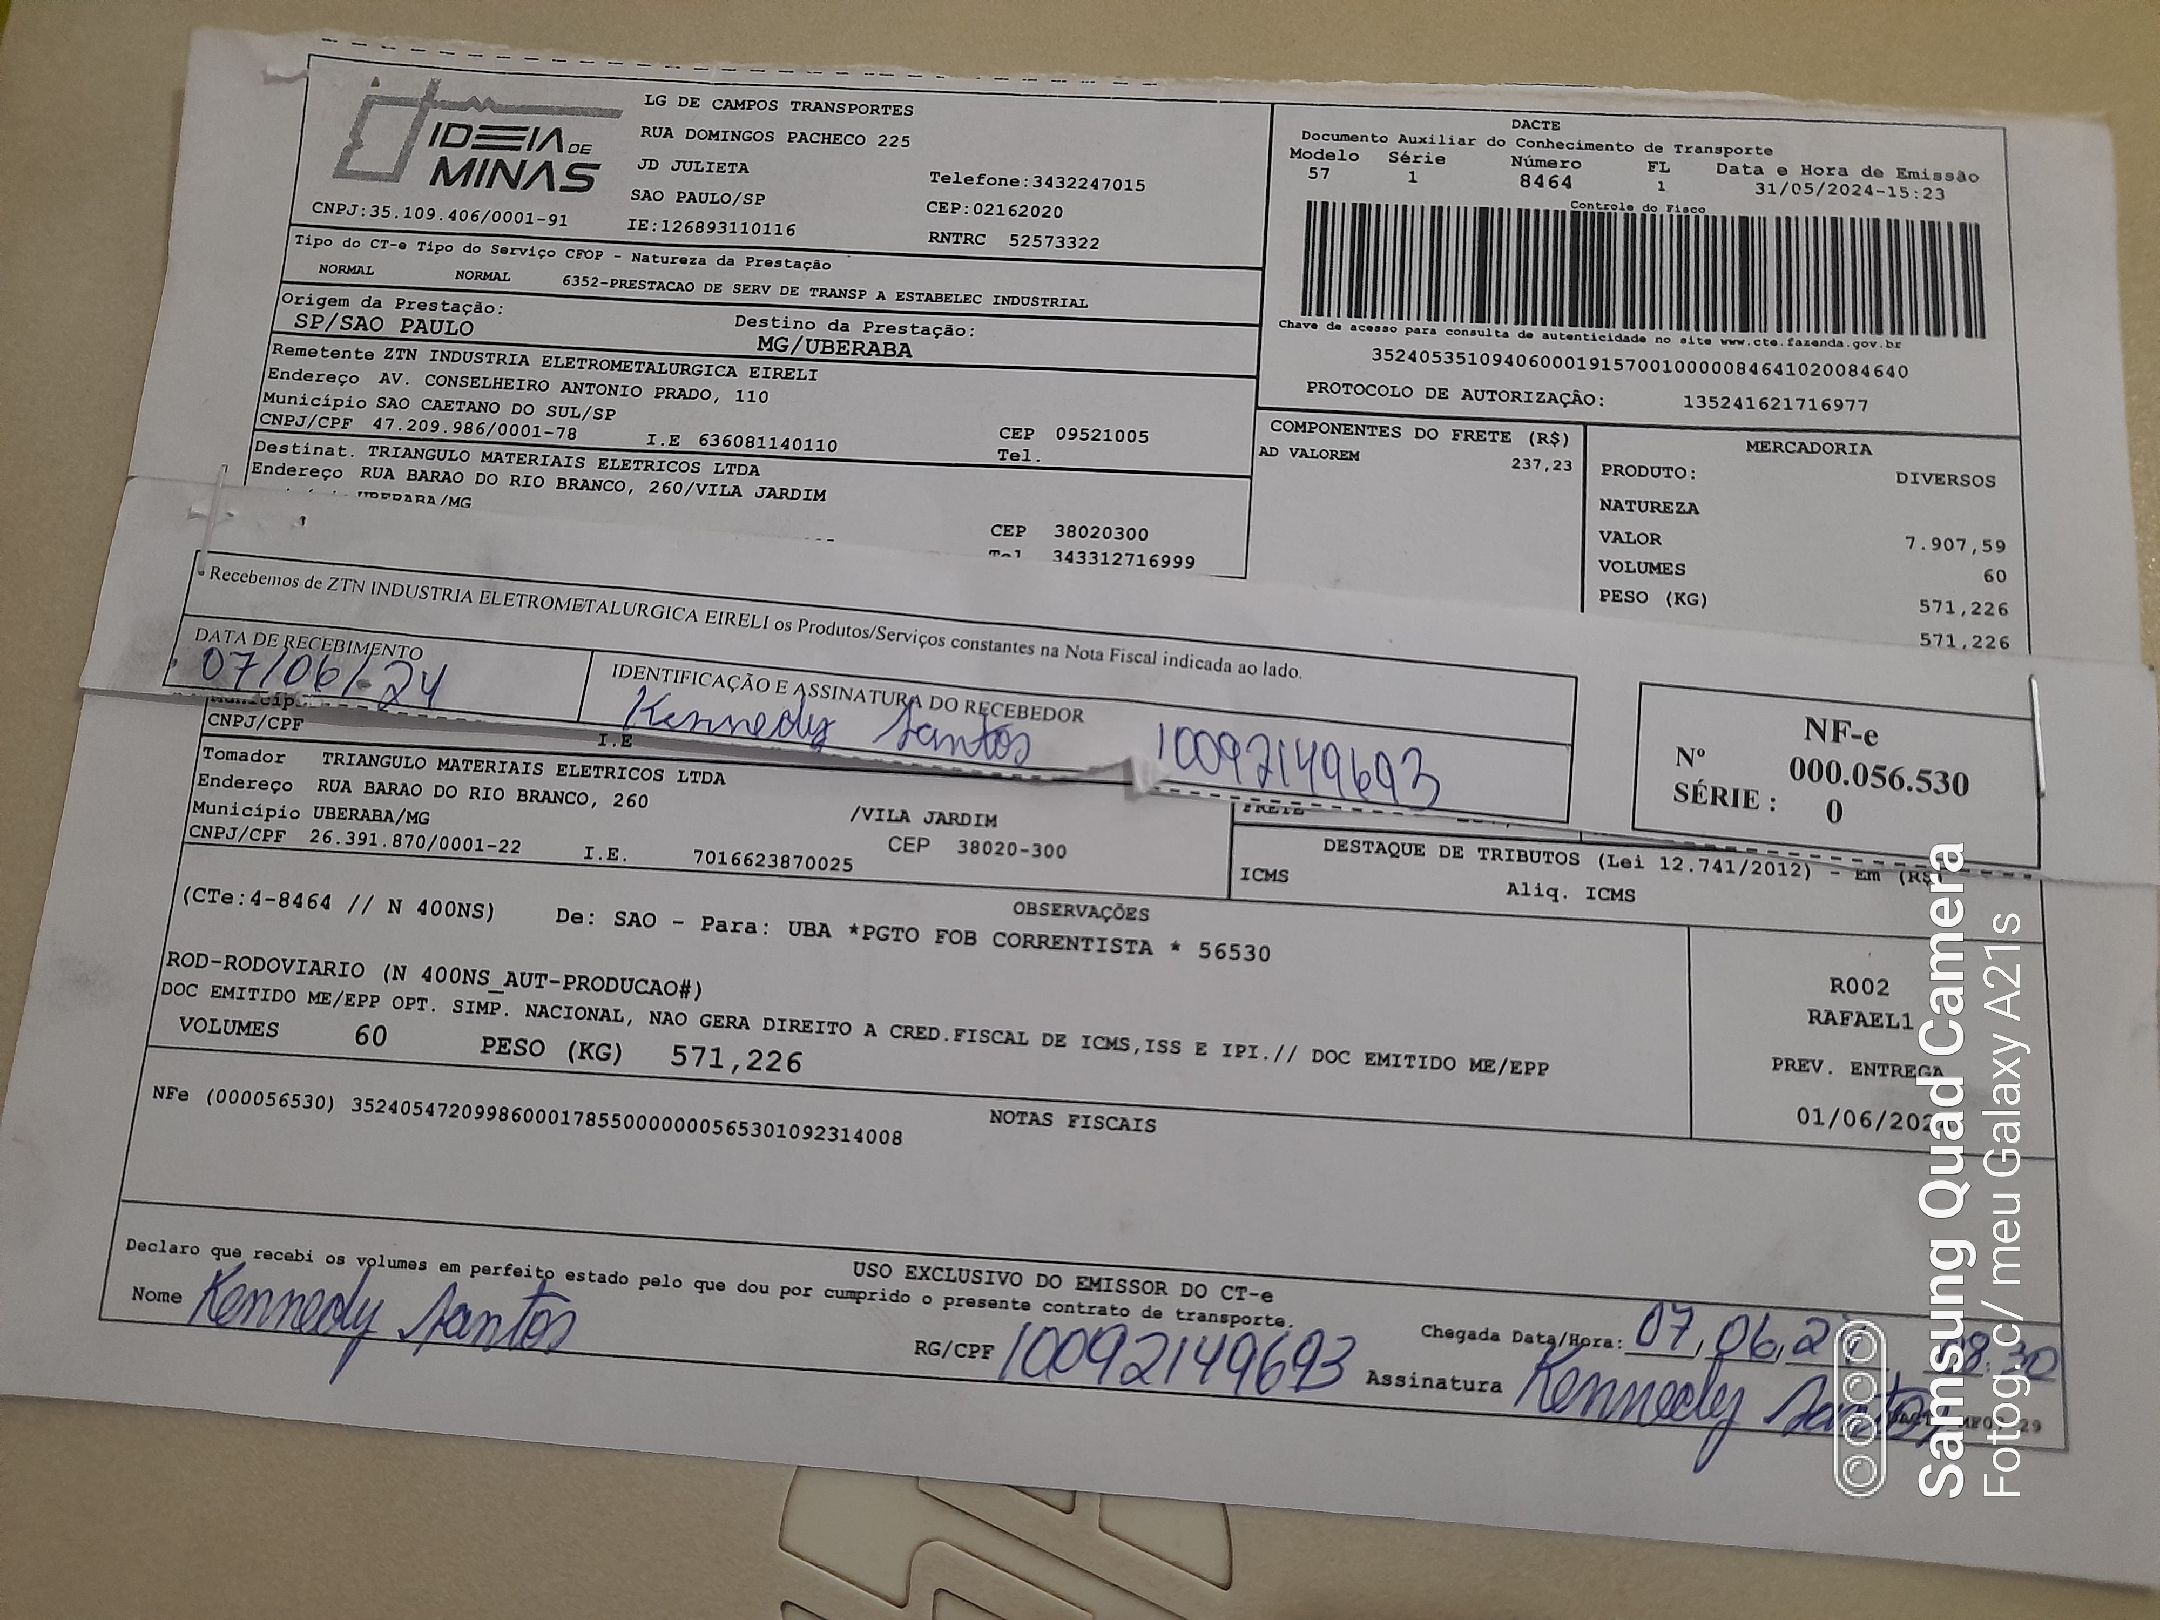 IDEIA DE MINAS
LG DE CAMPOS TRANSPORTES
RUA DOMINGOS PACHECO 225
JD JULIETA
SAO PAULO/SP
Telefone:3432247015
CEP:02162020
CNPJ:35.109.406/0001-91
IE:126893110116
RNTRC 52573322
DACTE
Documento Auxiliar do Conhecimento de Transporte
Modelo Série Número FL Data e Hora de Emissão
57 1 8464 1 31/05/2024-15:23
Controle do Fisco
Chave de acesso para consulta de autenticidade no site www.cte.fazenda.gov.br
35240535109406000191570010000084641020084640
PROTOCOLO DE AUTORIZAÇÃO: 135241621716977
Tipo do CT-e Tipo do Serviço CFOP - Natureza da Prestação
NORMAL NORMAL 6352-PRESTACAO DE SERV DE TRANSP A ESTABELEC INDUSTRIAL
Origem da Prestação: Destino da Prestação:
SP/SAO PAULO MG/UBERABA
Remetente ZTN INDUSTRIA ELETROMETALURGICA EIRELI
Endereço AV. CONSELHEIRO ANTONIO PRADO, 110
Município SAO CAETANO DO SUL/SP CEP 09521005
CNPJ/CPF 47.209.986/0001-78 I.E 636081140110 Tel.
Destinat. TRIANGULO MATERIAIS ELETRICOS LTDA
Endereço RUA BARAO DO RIO BRANCO, 260/VILA JARDIM
UBERABA/MG CEP 38020300
Tel 343312716999
COMPONENTES DO FRETE (R$)
AD VALOREM 237,23
MERCADORIA
PRODUTO: DIVERSOS
NATUREZA
VALOR 7.907,59
VOLUMES 60
PESO (KG) 571,226
571,226
Recebemos de ZTN INDUSTRIA ELETROMETALURGICA EIRELI os Produtos/Serviços constantes na Nota Fiscal indicada ao lado.
DATA DE RECEBIMENTO IDENTIFICAÇÃO E ASSINATURA DO RECEBEDOR
07/06/24 Kennedy Santos 10092149693
NF-e
Nº 000.056.530
SÉRIE : 0
CNPJ/CPF I.E
Tomador TRIANGULO MATERIAIS ELETRICOS LTDA
Endereço RUA BARAO DO RIO BRANCO, 260 /VILA JARDIM
Município UBERABA/MG CEP 38020-300
CNPJ/CPF 26.391.870/0001-22 I.E. 7016623870025
FRETE
DESTAQUE DE TRIBUTOS (Lei 12.741/2012) - Em (R$)
ICMS Aliq. ICMS
OBSERVAÇÕES
(CTe:4-8464 // N 400NS) De: SAO - Para: UBA *PGTO FOB CORRENTISTA * 56530
ROD-RODOVIARIO (N 400NS_AUT-PRODUCAO#)
DOC EMITIDO ME/EPP OPT. SIMP. NACIONAL, NAO GERA DIREITO A CRED.FISCAL DE ICMS,ISS E IPI.// DOC EMITIDO ME/EPP
VOLUMES 60 PESO (KG) 571,226
R002
RAFAEL1
PREV. ENTREGA
01/06/202
NOTAS FISCAIS
NFe (000056530) 35240547209986000178550000000565301092314008
USO EXCLUSIVO DO EMISSOR DO CT-e
Declaro que recebi os volumes em perfeito estado pelo que dou por cumprido o presente contrato de transporte.
Chegada Data/Hora: 07,06,24 08:30
Nome Kennedy Santos RG/CPF 10092149693 Assinatura Kennedy Santos
Samsung Quad Camera
Fotog. c/ meu Galaxy A21s